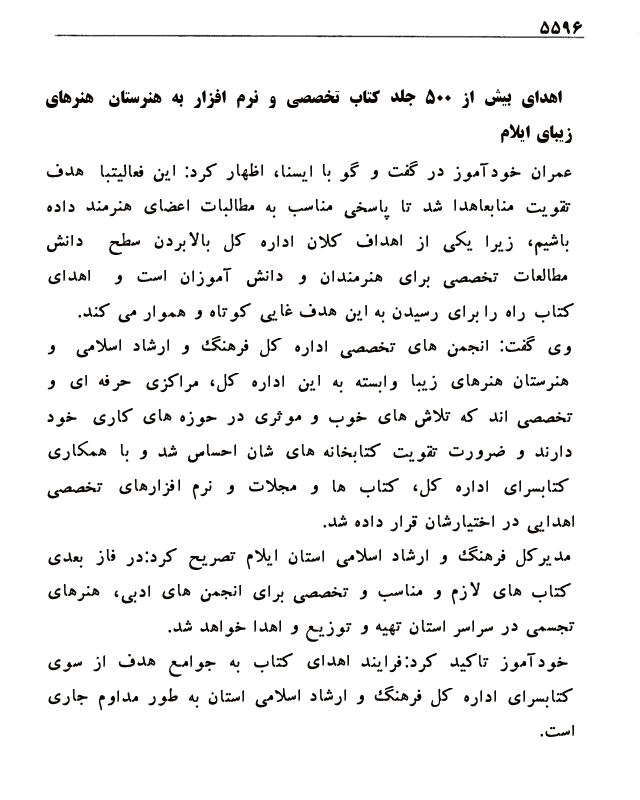 ۵۵۹۶
اهدای بیش از ۵۰۰ جلد کتاب تخصصی و نرم افزار به هنرستان هنرهای
زیبای ایلام
عمران خودآموز در گفت و گو با ایسنا، اظهار کرد: این فعالیتبا هدف
تقویت منابعاهدا شد تا پاسخی مناسب به مطالبات اعضای هنرمند داده
باشیم، زیرا یکی از اهداف کلان اداره کل بالابردن سطح دانش
مطالعات تخصصی برای هنرمندان و دانش آموزان است و اهدای
کتاب راه را برای رسیدن به این هدف غایی کوتاه و هموار می کند.
وی گفت: انجمن های تخصصی اداره کل فرهنگ و ارشاد اسلامی و
هنرستان هنرهای زیبا وابسته به این اداره کل، مراکزی حرفه ای و
تخصصی اند که تلاش های خوب و موثری در حوزه های کاری خود
دارند و ضرورت تقویت کتابخانه های شان احساس شد و با همکاری
کتابسرای اداره کل، کتاب ها و مجلات و نرم افزارهای تخصصی
اهدایی در اختیارشان قرار داده شد.
مدیرکل فرهنگ و ارشاد اسلامی استان ایلام تصریح کرد:در فاز بعدی
کتاب های لازم و مناسب و تخصصی برای انجمن های ادبی، هنرهای
تجسمی در سراسر استان تهیه و توزیع و اهدا خواهد شد.
خودآموز تاکید کرد:فرایند اهدای کتاب به جوامع هدف از سوی
کتابسرای اداره کل فرهنگ و ارشاد اسلامی استان به طور مداوم جاری
است.